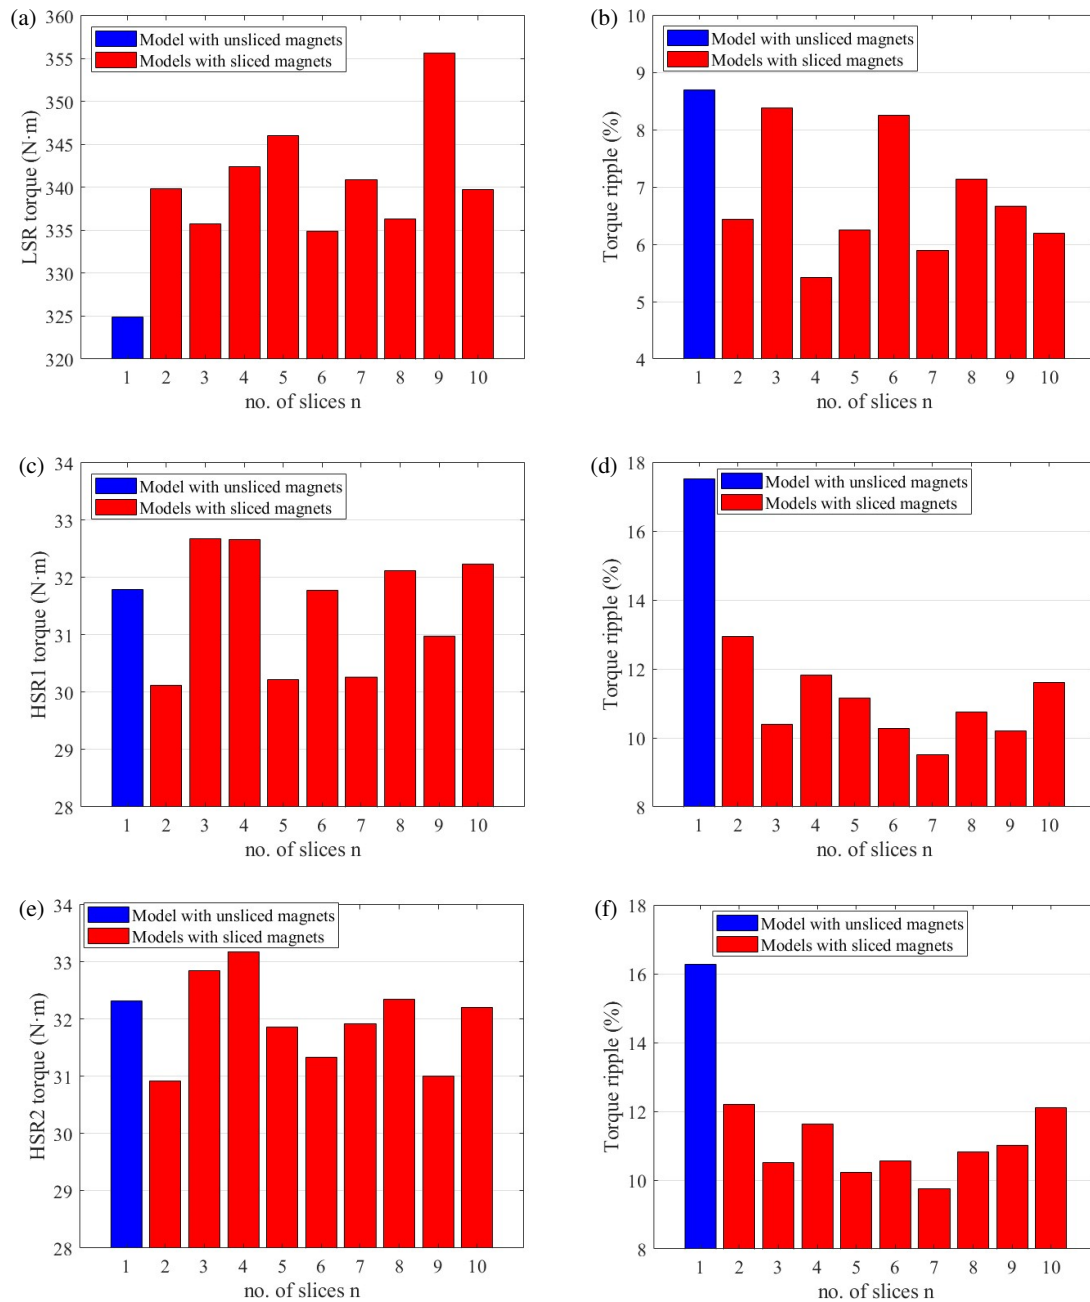 (a)
360
355
350
345
340
335
330
325
320
LSR torque (N·m)
Model with unsliced magnets
Models with sliced magnets
1 2 3 4 5 6 7 8 9 10
no. of slices n
(b)
10
9
8
7
6
5
4
Torque ripple (%)
Model with unsliced magnets
Models with sliced magnets
1 2 3 4 5 6 7 8 9 10
no. of slices n
(c)
34
33
32
31
30
29
28
HSR1 torque (N·m)
Model with unsliced magnets
Models with sliced magnets
1 2 3 4 5 6 7 8 9 10
no. of slices n
(d)
18
16
14
12
10
8
Torque ripple (%)
Model with unsliced magnets
Models with sliced magnets
1 2 3 4 5 6 7 8 9 10
no. of slices n
(e)
34
33
32
31
30
29
28
HSR2 torque (N·m)
Model with unsliced magnets
Models with sliced magnets
1 2 3 4 5 6 7 8 9 10
no. of slices n
(f)
18
16
14
12
10
8
Torque ripple (%)
Model with unsliced magnets
Models with sliced magnets
1 2 3 4 5 6 7 8 9 10
no. of slices n